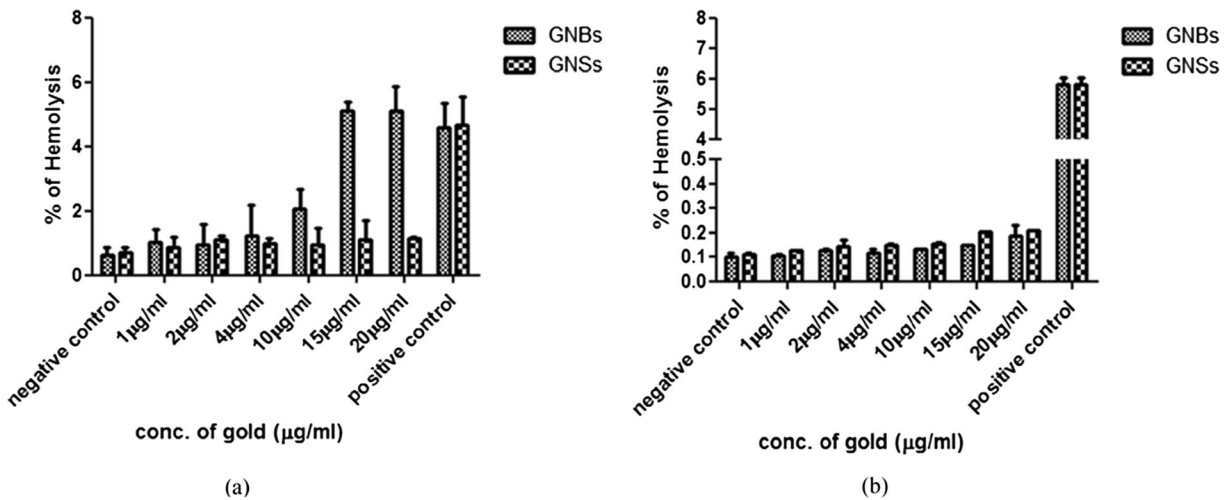 8
6
4
2
0
% of Hemolysis
negative control
1µg/ml
2µg/ml
4µg/ml
10µg/ml
15µg/ml
20µg/ml
positive control
conc. of gold (µg/ml)
GNBs
GNSs
(a)
8
7
6
5
4
0.5
0.4
0.3
0.2
0.1
0.0
% of Hemolysis
negative control
1µg/ml
2µg/ml
4µg/ml
10µg/ml
15µg/ml
20µg/ml
positive control
conc. of gold (µg/ml)
GNBs
GNSs
(b)